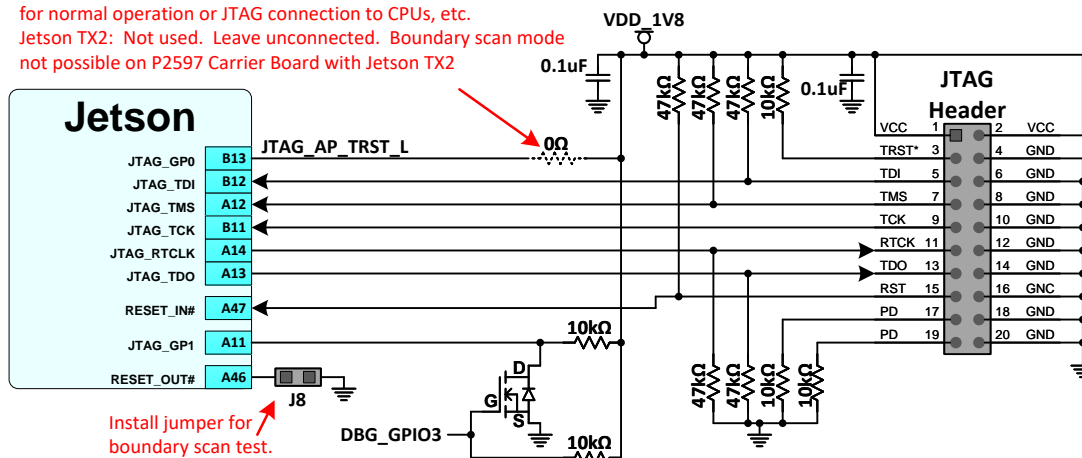 for normal operation or JTAG connection to CPUs, etc.
Jetson TX2:  Not used.  Leave unconnected.  Boundary scan mode
not possible on P2597 Carrier Board with Jetson TX2
VDD_1V8
0.1uF
47kΩ
47kΩ
47kΩ
10kΩ
0.1uF
JTAG
Header
Jetson
JTAG_GP0 B13 JTAG_AP_TRST_L
0Ω
JTAG_TDI B12
JTAG_TMS A12
JTAG_TCK B11
JTAG_RTCLK A14
JTAG_TDO A13
RESET_IN# A47
JTAG_GP1 A11
RESET_OUT# A46
VCC 1 2 VCC
TRST* 3 4 GND
TDI 5 6 GND
TMS 7 8 GND
TCK 9 10 GND
RTCK 11 12 GND
TDO 13 14 GND
RST 15 16 GNC
PD 17 18 GND
PD 19 20 GND
10kΩ
D
G
S
DBG_GPIO3
10kΩ
47kΩ
47kΩ
10kΩ
10kΩ
J8
Install jumper for
boundary scan test.